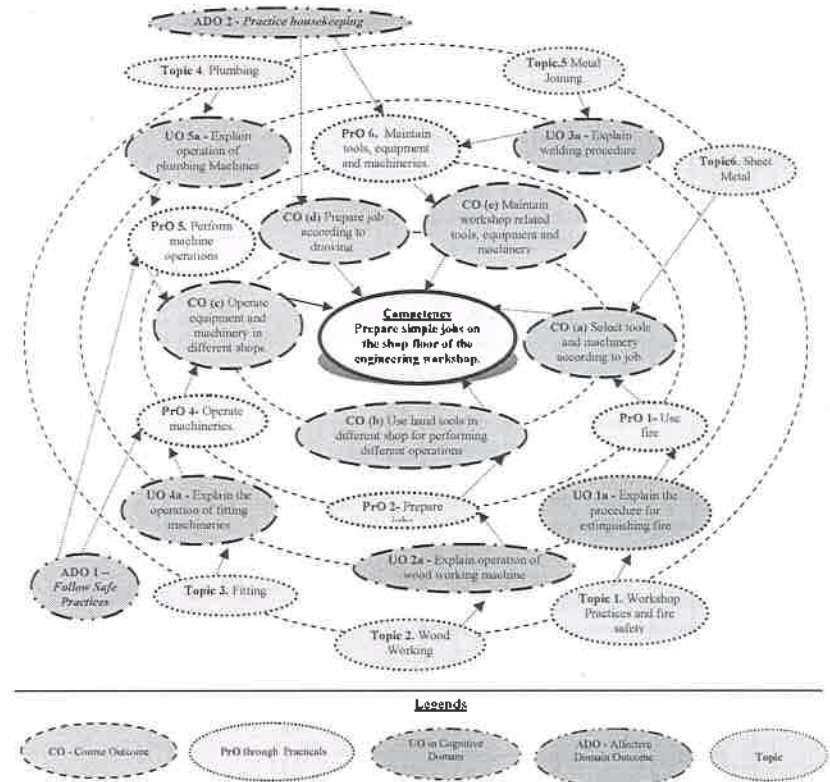 ADO 2 - Practice housekeeping
Topic 4. Plumbing
Topic.5 Metal
Joining
UO 5a - Explain
operation of
plumbing Machines
PrO 6. Maintain
tools, equipment
and machineries.
UO 3a - Explain
welding procedure
Topic6. Sheet
Metal
PrO 5. Perform
machine
operations
CO (d) Prepare job
according to
drawing
CO (e) Maintain
workshop related
tools, equipment and
machinery
CO (c) Operate
equipment and
machinery in
different shops.
Competency
Prepare simple jobs on
the shop floor of the
engineering workshop.
CO (a) Select tools
and machinery
according to job.
PrO 4- Operate
machineries.
CO (b) Use hand tools in
different shop for performing
different operations
PrO 1- Use
fire
UO 4a - Explain the
operation of fitting
machineries
PrO 2- Prepare
UO 1a - Explain the
procedure for
extinguishing fire
ADO 1 –
Follow Safe
Practices
Topic 3. Fitting
UO 2a - Explain operation of
wood working machine
Topic 2. Wood
Working
Topic 1. Workshop
Practices and fire
safety
Legends
CO - Course Outcome
PrO through Practicals
UO in Cognitive
Domain
ADO - Affective
Domain Outcome
Topic